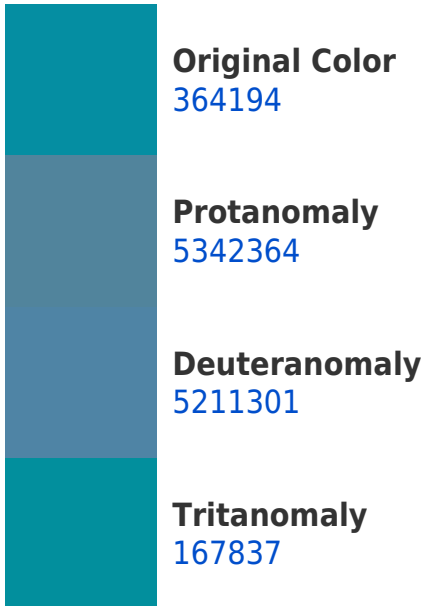 Original Color
364194
Protanomaly
5342364
Deuteranomaly
5211301
Tritanomaly
167837